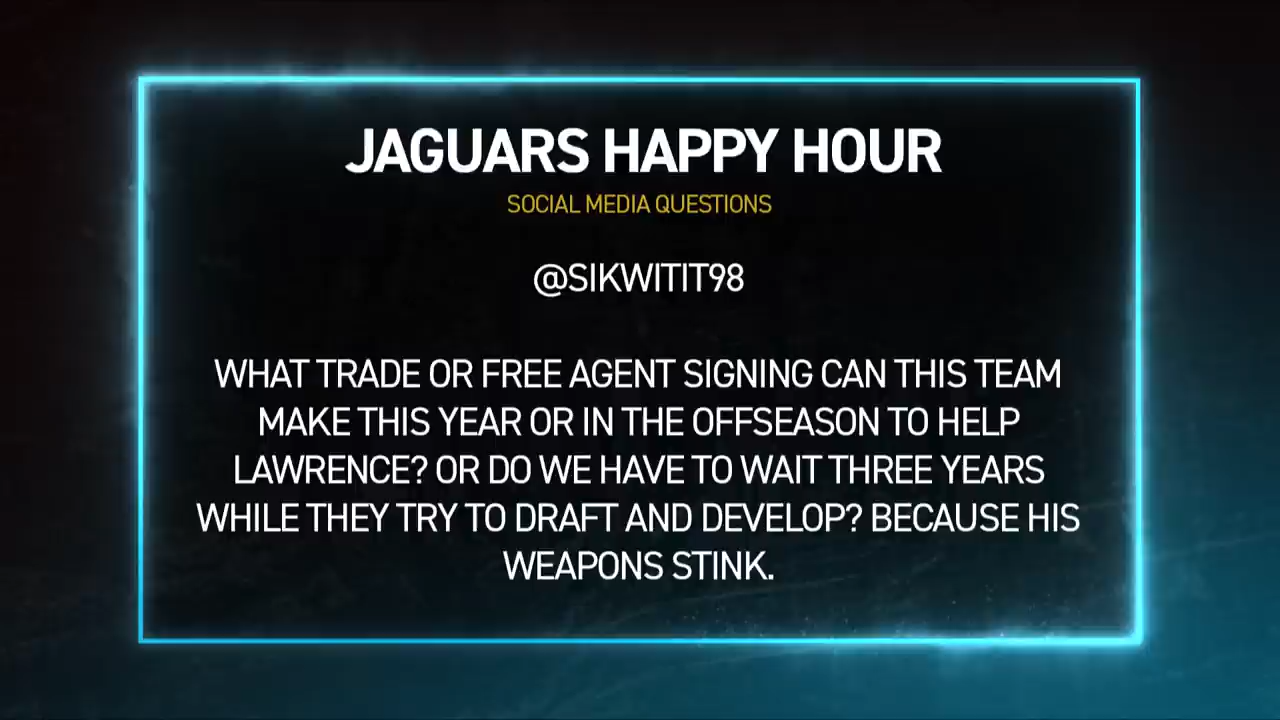 JAGUARS HAPPY HOUR
SOCIAL MEDIA QUESTIONS
@SIKWITIT98
WHAT TRADE OR FREE AGENT SIGNING CAN THIS TEAM
MAKE THIS YEAR OR IN THE OFFSEASON TO HELP
LAWRENCE? OR DO WE HAVE TO WAIT THREE YEARS
WHILE THEY TRY TO DRAFT AND DEVELOP? BECAUSE HIS
WEAPONS STINK.